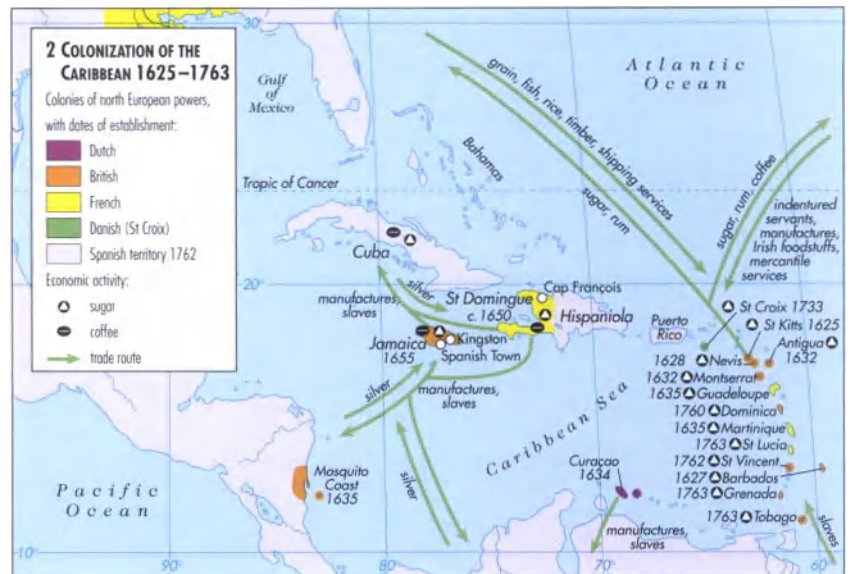 2 COLONIZATION OF THE
CARIBBEAN 1625–1763
Colonies of north European powers,
with dates of establishment:
Dutch
British
French
Danish (St Croix)
Spanish territory 1762
Economic activity:
sugar
coffee
trade route
30
Gulf
of
Mexico
Atlantic
Ocean
grain, fish, rice, timber, shipping services
sugar, rum
Bahamas
Tropic of Cancer
sugar, rum, coffee
indentured
servants,
manufactures,
Irish foodstuffs,
mercantile
services
Cuba
20
silver
manufactures,
slaves
St Domingue
c. 1650
Cap François
Hispaniola
Puerto
Rico
Jamaica
1655
Kingston
Spanish Town
St Croix 1733
St Kitts 1625
Antigua
1632
1628 Nevis
1632 Montserrat
1635 Guadeloupe
1760 Dominica
1635 Martinique
1763 St Lucia
1762 St Vincent
1627 Barbados
1763 Grenada
1763 Tobago
silver
manufactures,
slaves
Caribbean Sea
Mosquito
Coast
1635
silver
Curaçao
1634
manufactures,
slaves
slaves
Pacific
Ocean
10
90
80
70
60